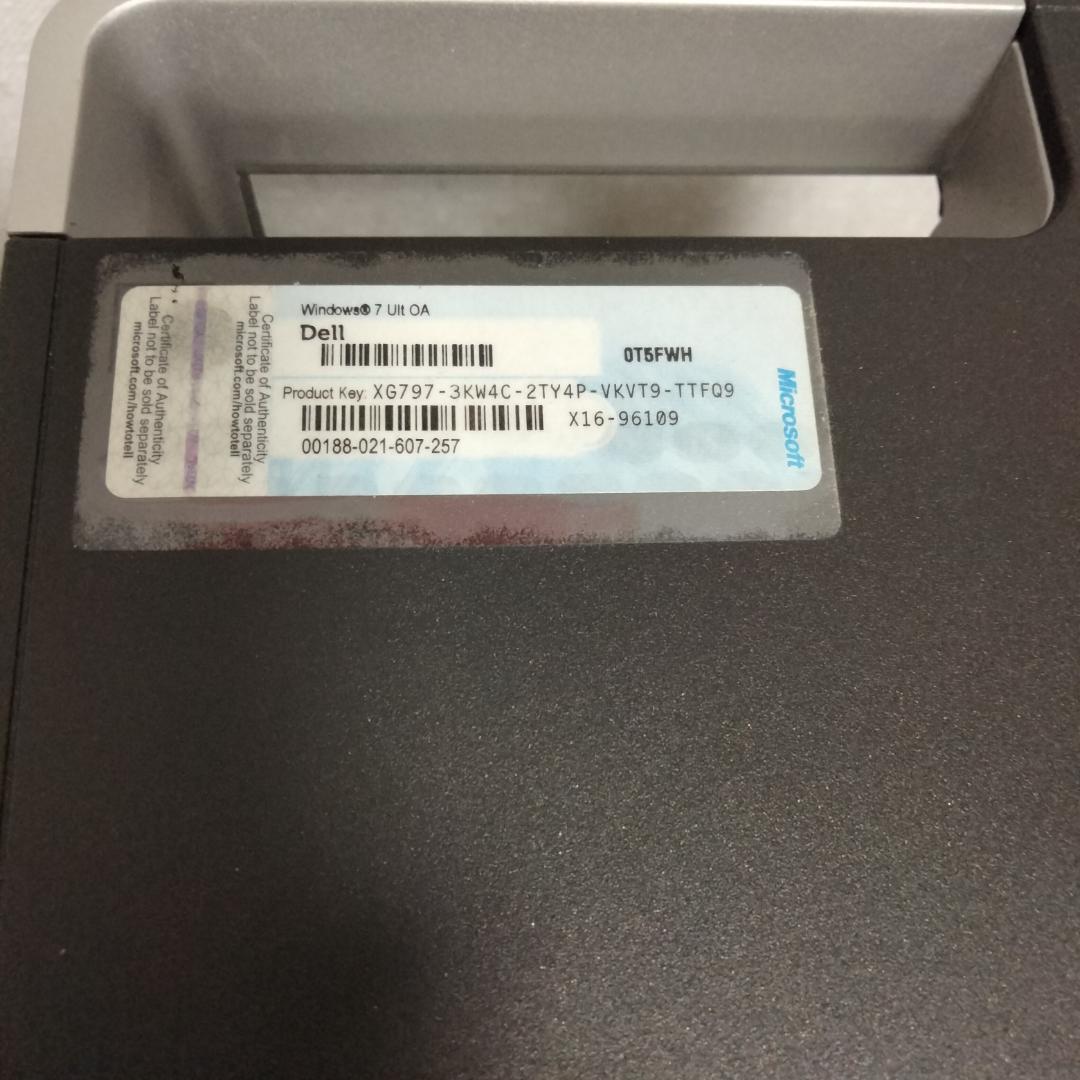 Windows® 7 Ult OA
Dell
0T5FWH
Product Key: XG797-3KW4C-2TY4P-VKVT9-TTFQ9
X16-96109
00188-021-607-257
Microsoft
Certificate of Authenticity
Label not to be sold separately
microsoft.com/howtotell
Certificate of Authenticity
Label not to be sold separately
microsoft.com/howtotell